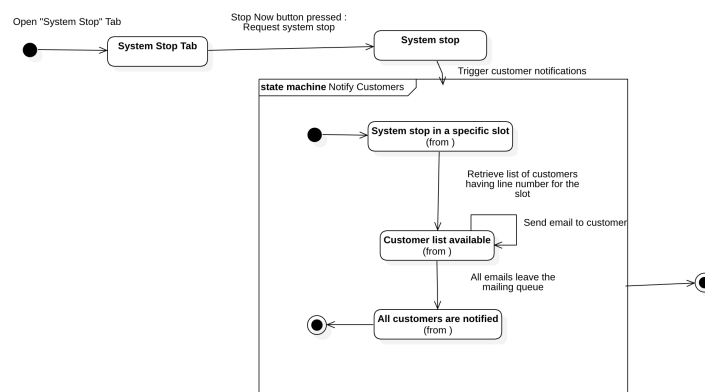 Open "System Stop" Tab
Stop Now button pressed :
Request system stop
System Stop Tab
System stop
Trigger customer notifications
state machine Notify Customers
System stop in a specific slot
(from )
Retrieve list of customers
having line number for the
slot
Send email to customer
Customer list available
(from )
All emails leave the
mailing queue
All customers are notified
(from )